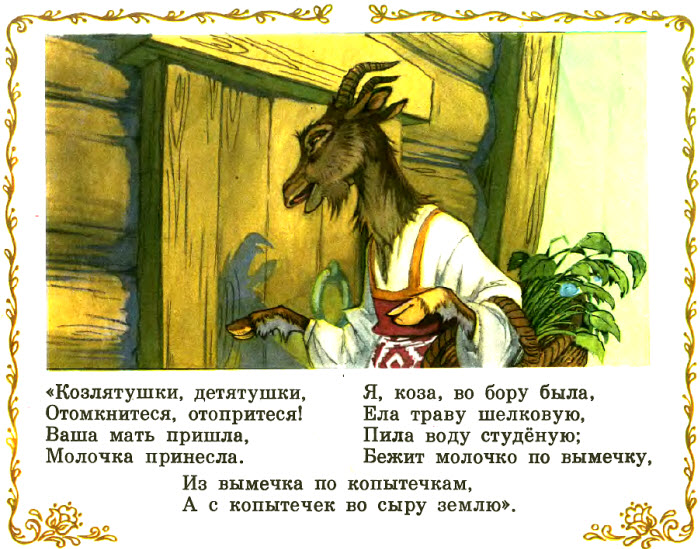 «Козлятушки, детятушки,
Отомкнитеся, отопритеся!
Ваша мать пришла,
Молочка принесла.
Я, коза, во бору была,
Ела траву шелковую,
Пила воду студёную;
Бежит молочко по вымечку,
Из вымечка по копытечкам,
А с копытечек во сыру землю».